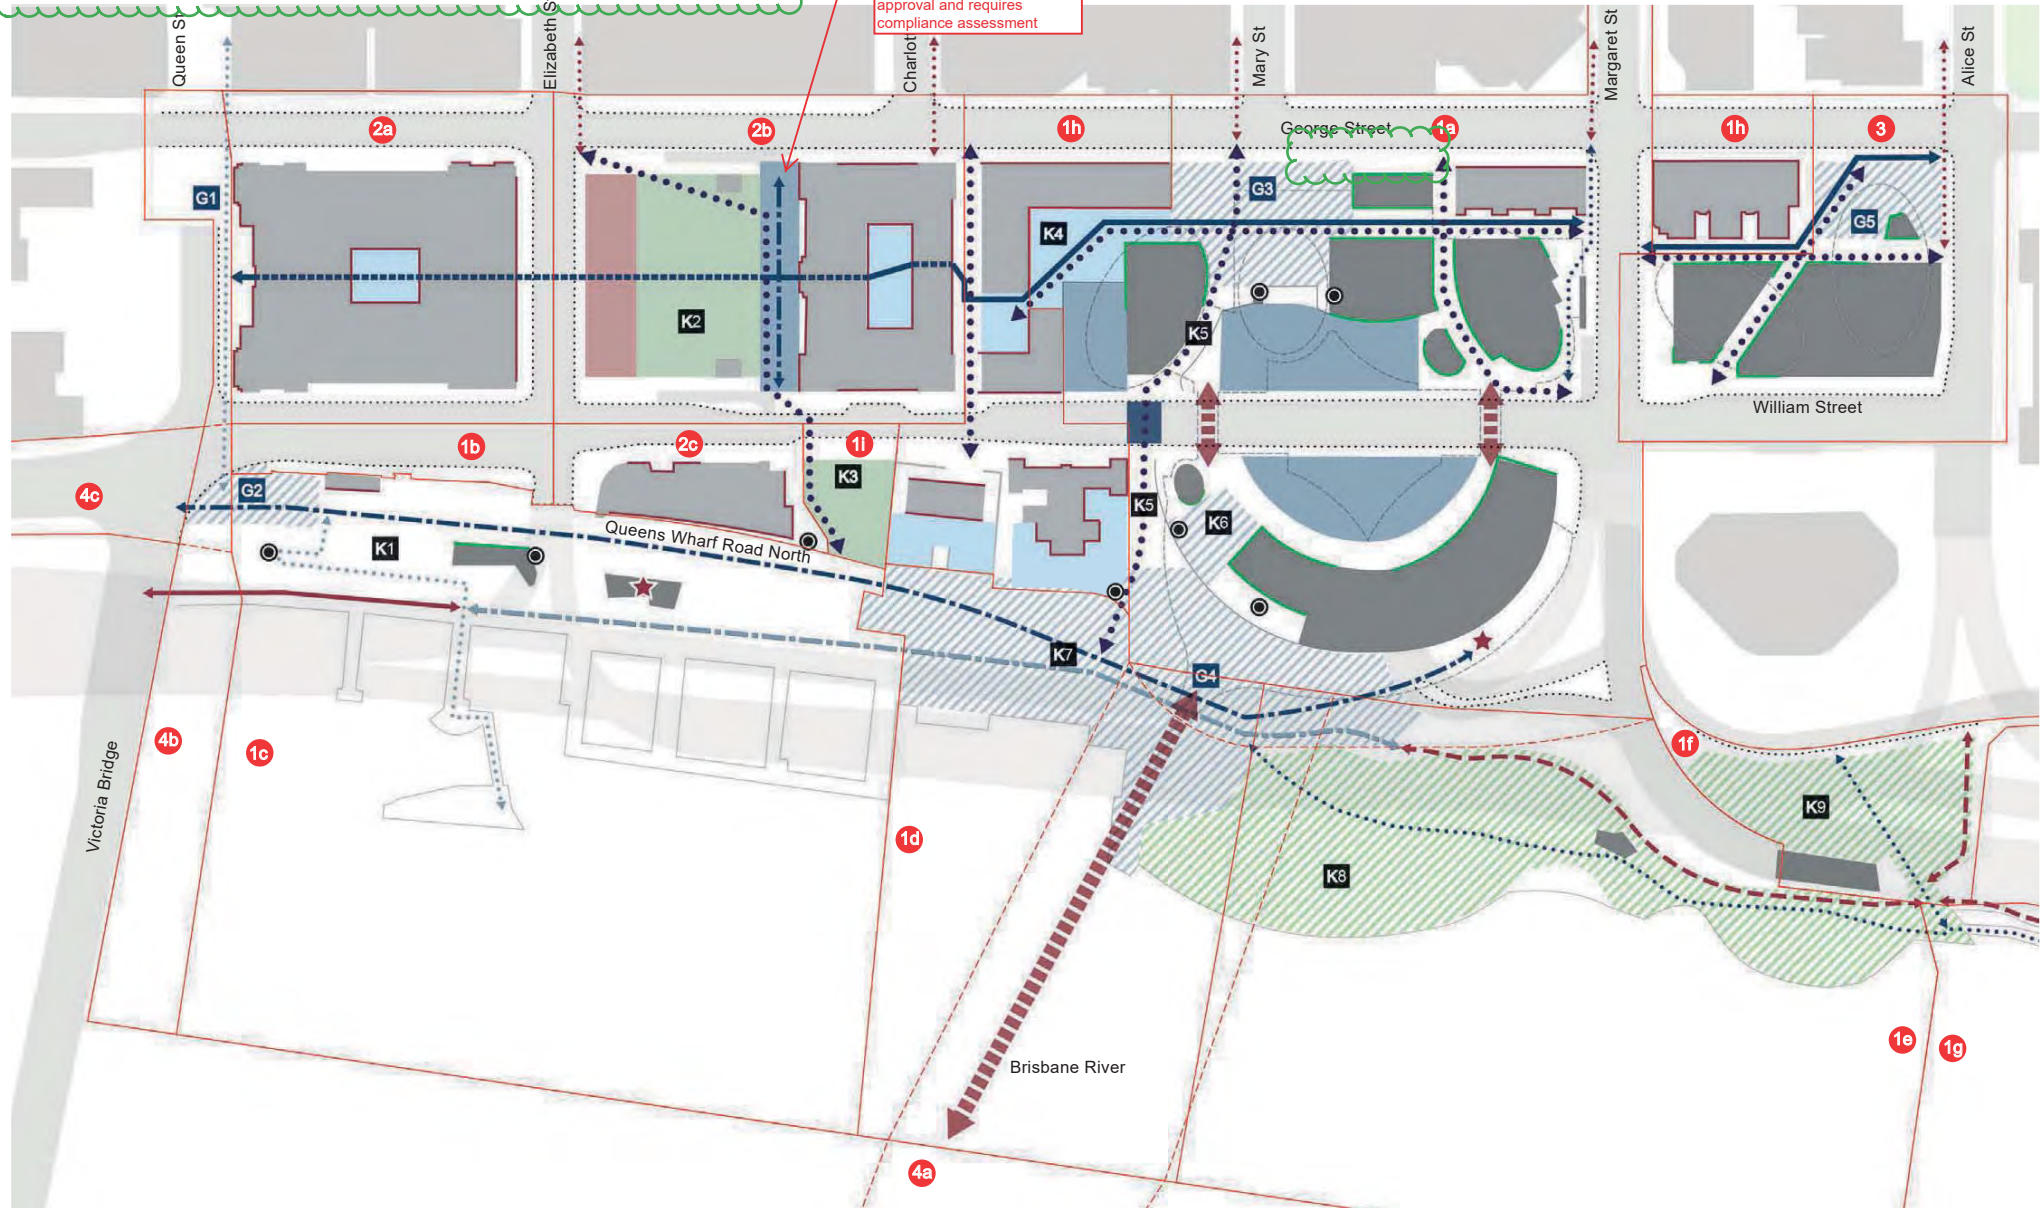 approval and requires
compliance assessment
Queen St
Elizabeth S
Charlot
Mary St
Margaret St
Alice St
2a
2b
1h
George Street
1a
1h
3
G1
G3
G5
K4
K2
K5
William Street
1b
2c
1i
K3
4c
G2
K5
K6
Queens Wharf Road North
K1
K7
G4
4b
1c
Victoria Bridge
1f
K9
1d
K8
1e
1g
Brisbane River
4a